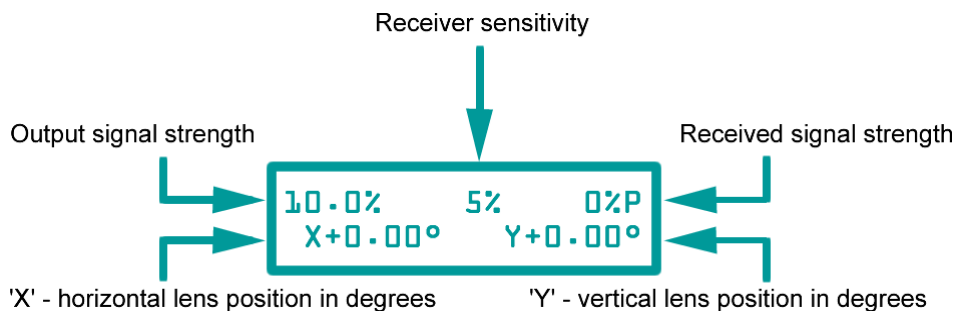 Receiver sensitivity
Output signal strength
Received signal strength
10.0% 5% 0%P
X+0.00° Y+0.00°
'X' - horizontal lens position in degrees
'Y' - vertical lens position in degrees